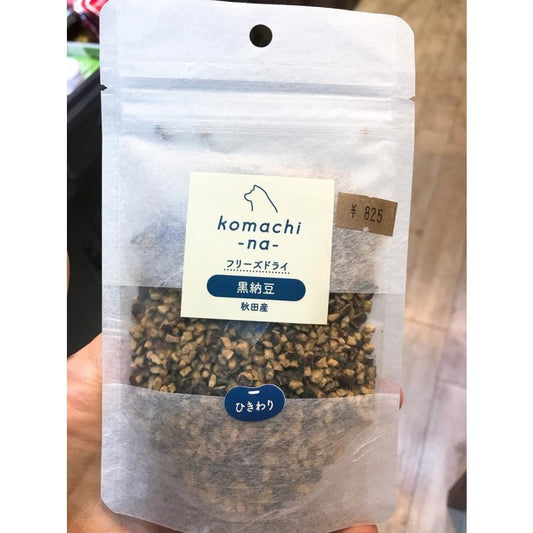 komachi
-na-
フリーズドライ
黒納豆
秋田産
¥ 825
ひきわり